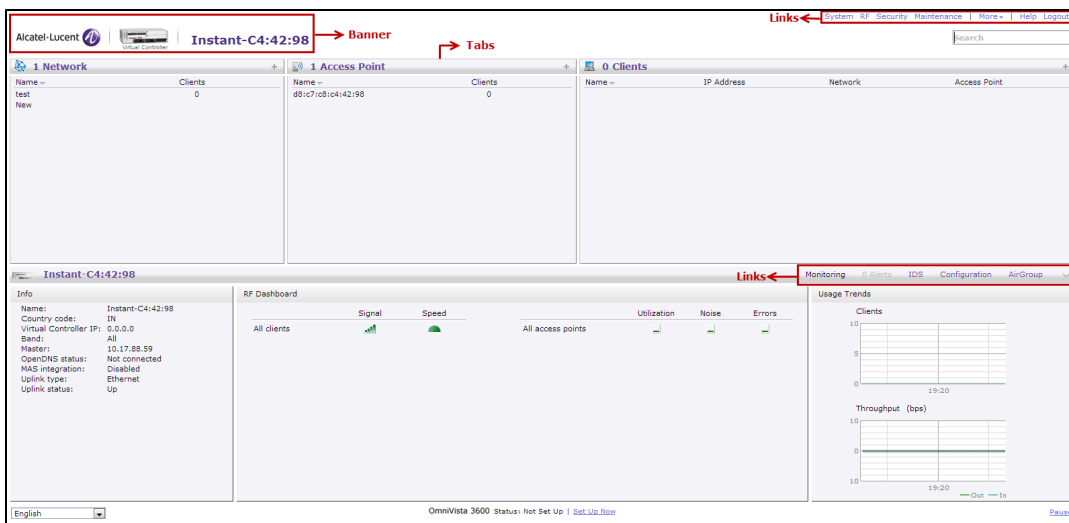 Links
System RF Security Maintenance | More | Help Logout
Alcatel·Lucent
Virtual Controller
Instant-C4:42:98
Banner
Search
Tabs
1 Network +
1 Access Point +
0 Clients +
Name Clients
Name Clients
Name IP Address Network Access Point
test 0
d8:c7:c8:c4:42:98 0
New
Instant-C4:42:98
Links
Monitoring 0 Alerts IDS Configuration AirGroup
Info
RF Dashboard
Usage Trends
Name: Instant-C4:42:98
Country code: IN
Virtual Controller IP: 0.0.0.0
Band: All
Master: 10.17.88.59
OpenDNS status: Not connected
MAS integration: Disabled
Uplink type: Ethernet
Uplink status: Up
Signal Speed
All clients
Utilization Noise Errors
All access points
Clients
10
5
0
19:20
Throughput (bps)
10
0
10
19:20
Out In
English
OmniVista 3600 Status: Not Set Up | Set Up Now
Pause